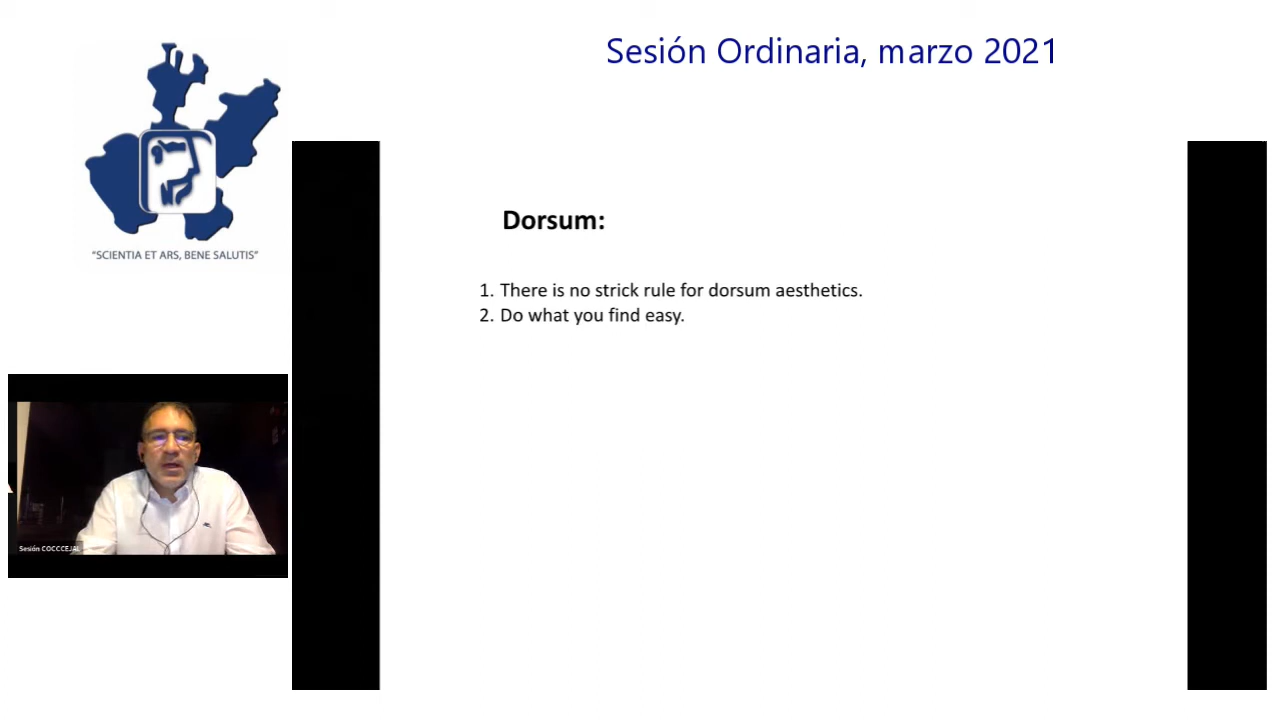 Sesión Ordinaria, marzo 2021
"SCIENTIA ET ARS, BENE SALUTIS"
Dorsum:
1. There is no strick rule for dorsum aesthetics.
2. Do what you find easy.
Sesión COCCCEJAL